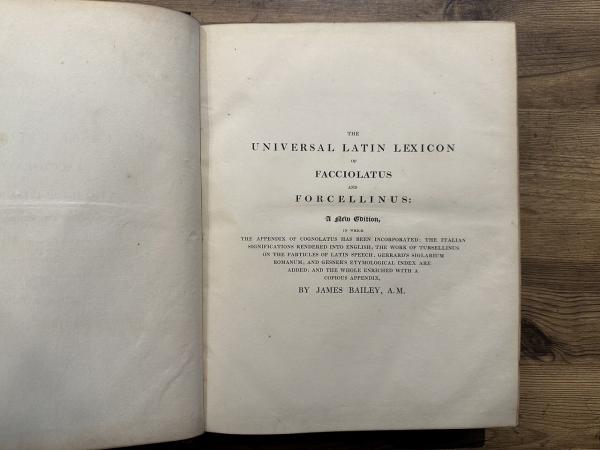 THE
UNIVERSAL LATIN LEXICON
OF
FACCIOLATUS
AND
FORCELLINUS:
A New Edition,
IN WHICH
THE APPENDIX OF COGNOLATUS HAS BEEN INCORPORATED; THE ITALIAN
SIGNIFICATIONS RENDERED INTO ENGLISH; THE WORK OF TURSELLINUS
ON THE PARTICLES OF LATIN SPEECH, GERRARD'S SIGLARIUM
ROMANUM, AND GESNER'S ETYMOLOGICAL INDEX ARE
ADDED; AND THE WHOLE ENRICHED WITH A
COPIOUS APPENDIX,
BY JAMES BAILEY, A.M.